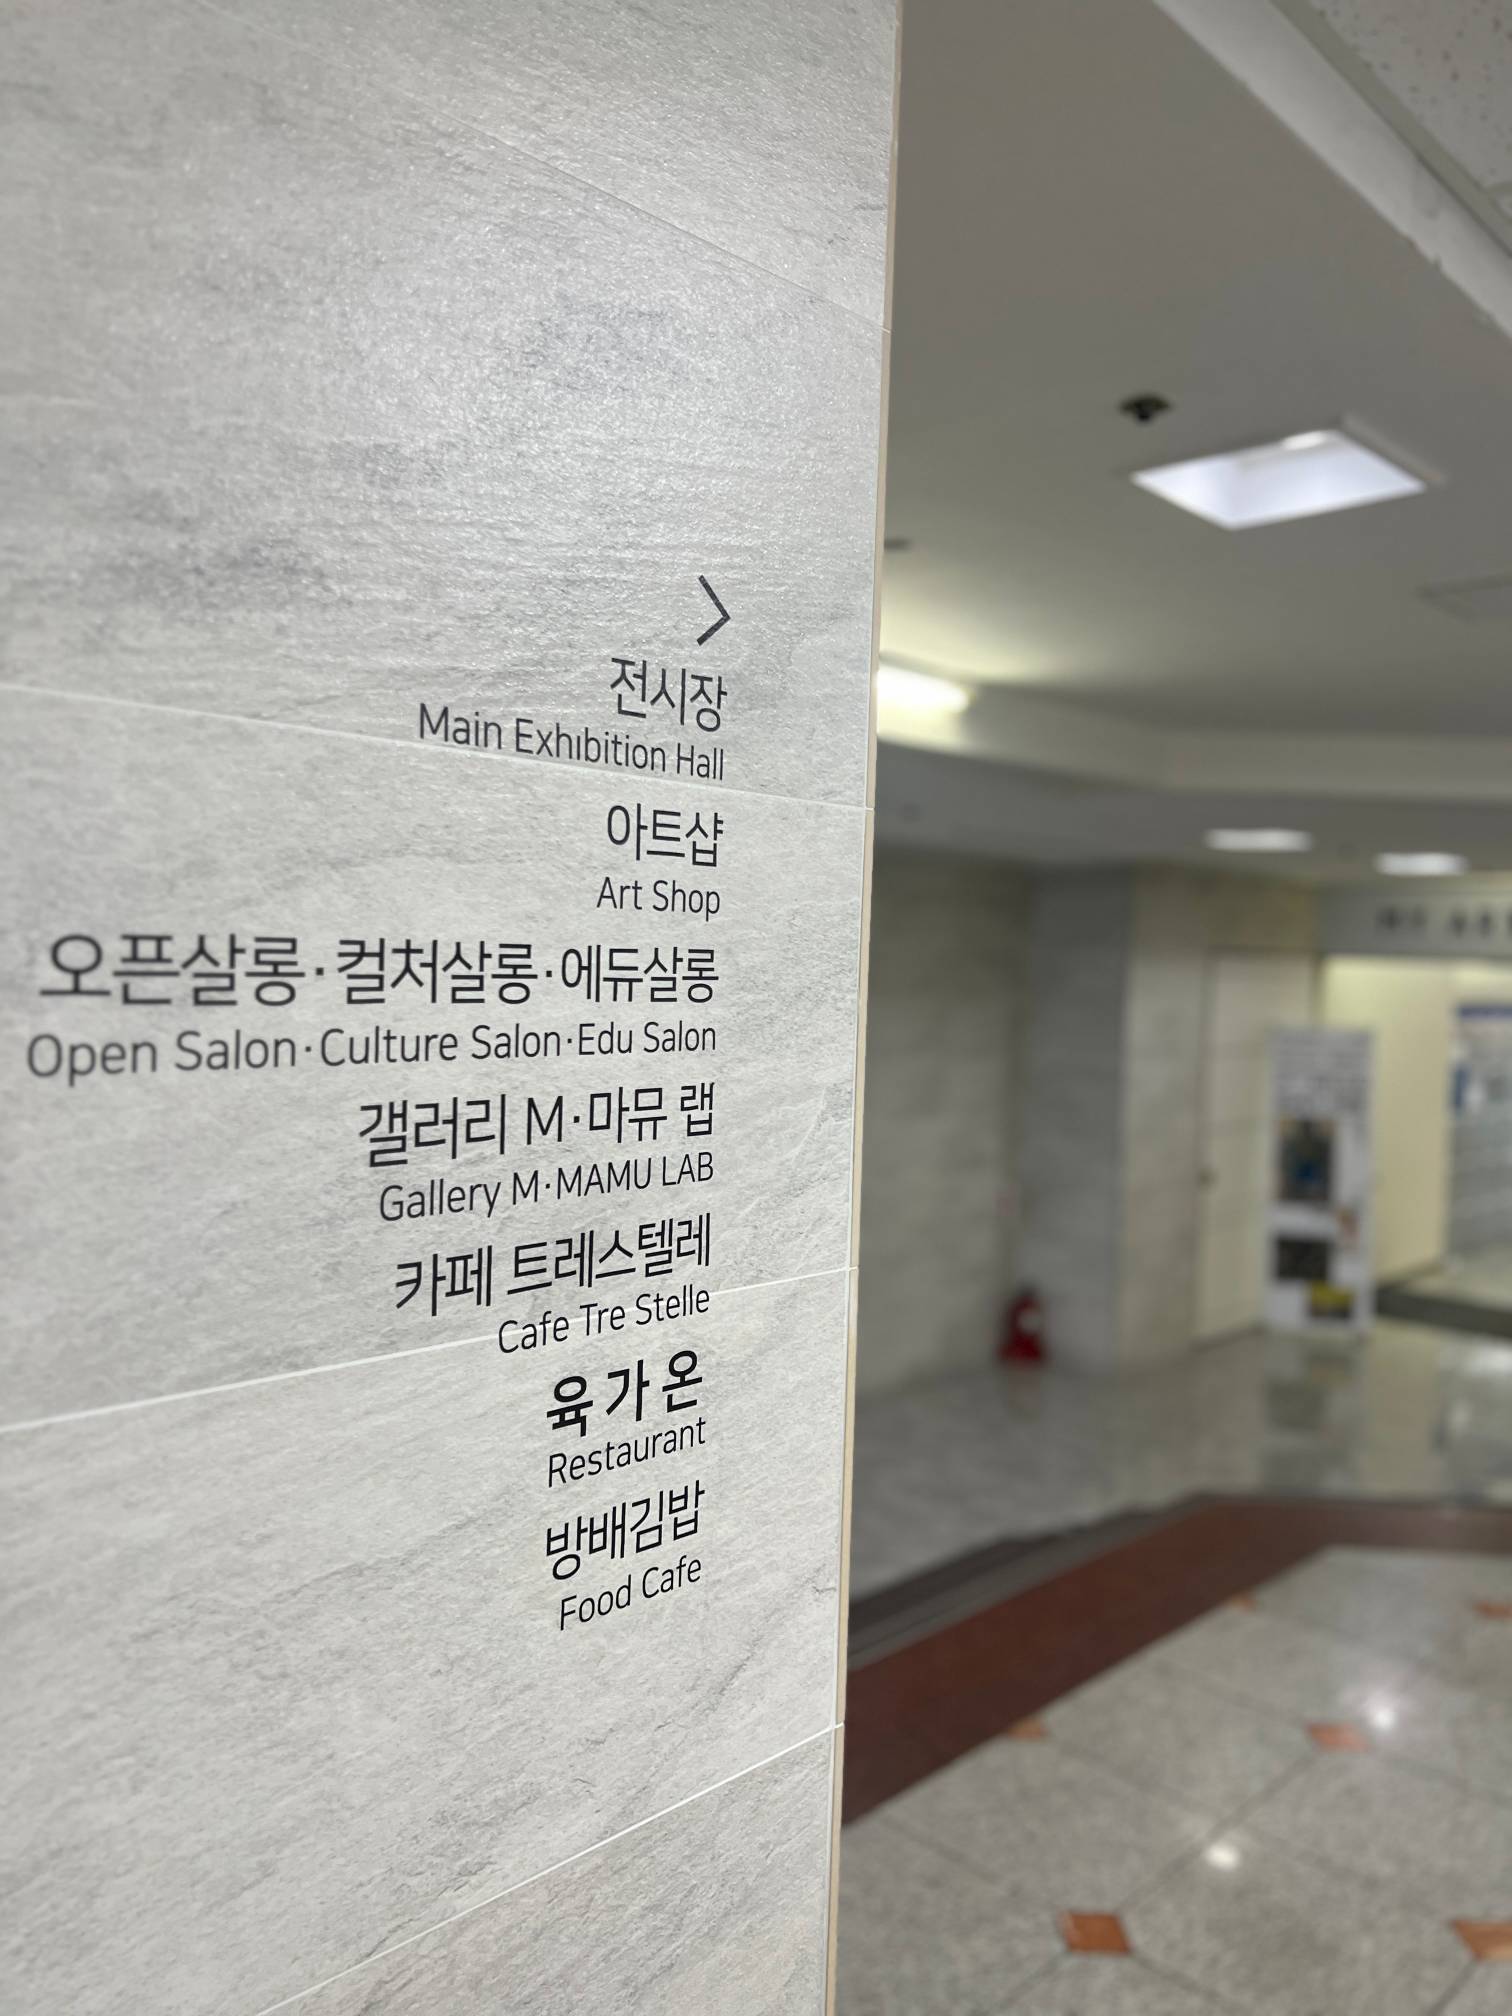 전시장
Main Exhibition Hall
아트샵
Art Shop
오픈살롱·컬처살롱·에듀살롱
Open Salon·Culture Salon·Edu Salon
갤러리 M·마뮤 랩
Gallery M·MAMU LAB
카페 트레스텔레
Cafe Tre Stelle
육가온
Restaurant
방배김밥
Food Cafe